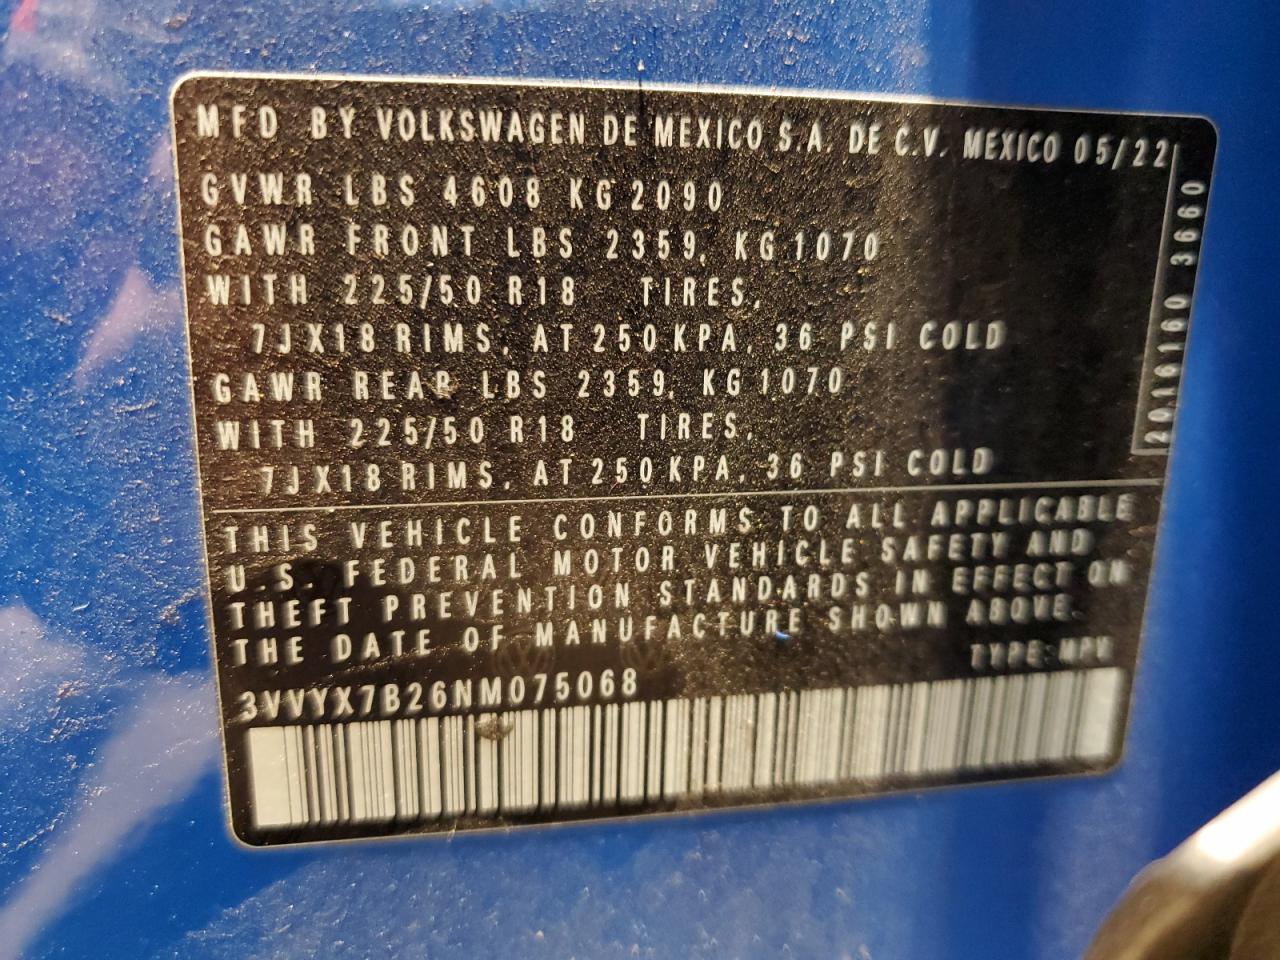 MFD BY VOLKSWAGEN DE MEXICO S.A. DE C.V. MEXICO 05/22
GVWR LBS 4608 KG 2090
GAWR FRONT LBS 2359, KG 1070
WITH 225/50 R18 TIRES,
7JX18 RIMS, AT 250 KPA, 36 PSI COLD
GAWR REAR LBS 2359, KG 1070
WITH 225/50 R18 TIRES,
7JX18 RIMS, AT 250 KPA, 36 PSI COLD
20.16160 3660
THIS VEHICLE CONFORMS TO ALL APPLICABLE
U.S. FEDERAL MOTOR VEHICLE SAFETY AND
THEFT PREVENTION STANDARDS IN EFFECT ON
THE DATE OF MANUFACTURE SHOWN ABOVE.
TYPE: MPV
3VVYX7B26NM075068